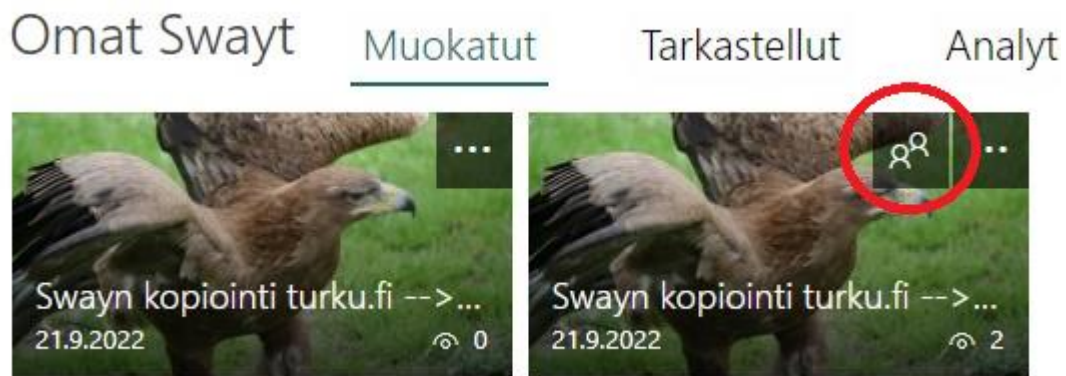 Omat Swayt Muokatut Tarkastellut Analyt
Swayn kopiointi turku.fi -->... Swayn kopiointi turku.fi -->...
21.9.2022 0 21.9.2022 2